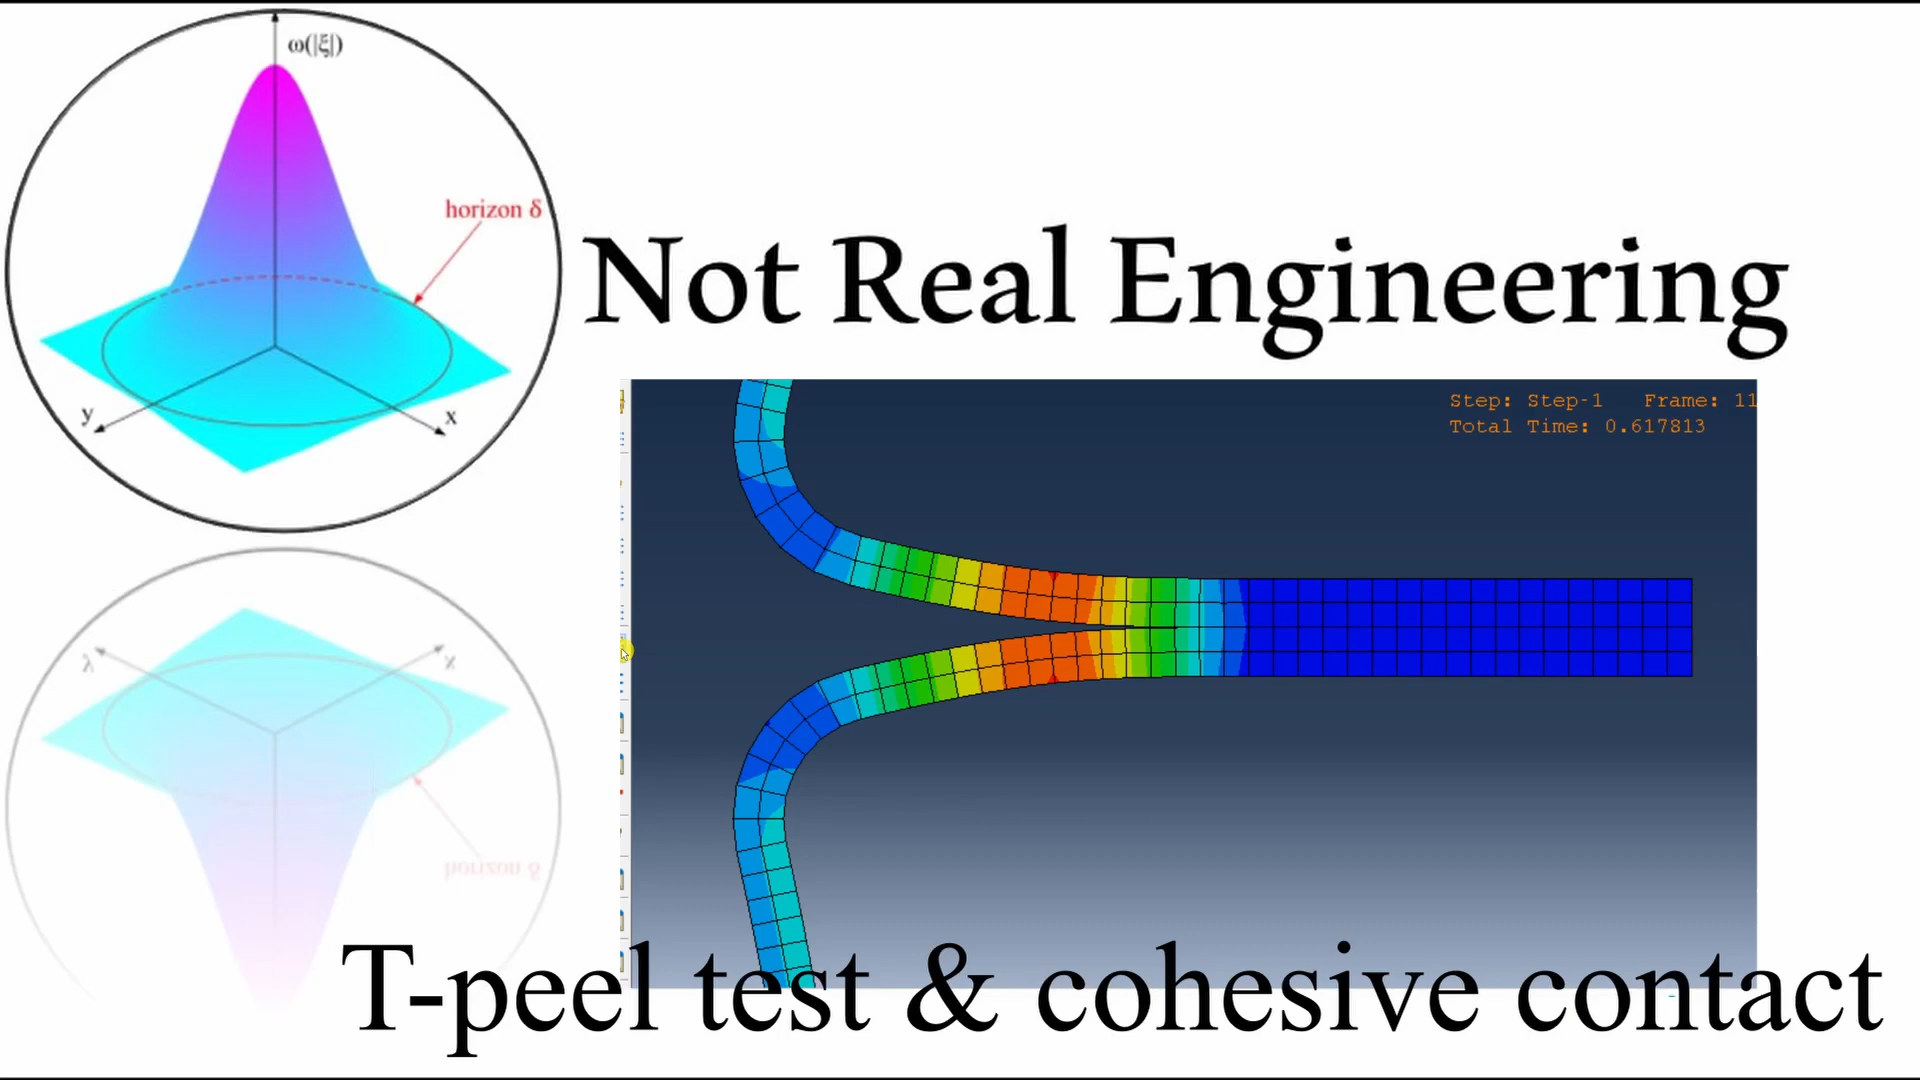 ω(|ξ|)
horizon δ
y
x
Not Real Engineering
Step: Step-1 Frame: 11
Total Time: 0.617813
T-peel test & cohesive contact